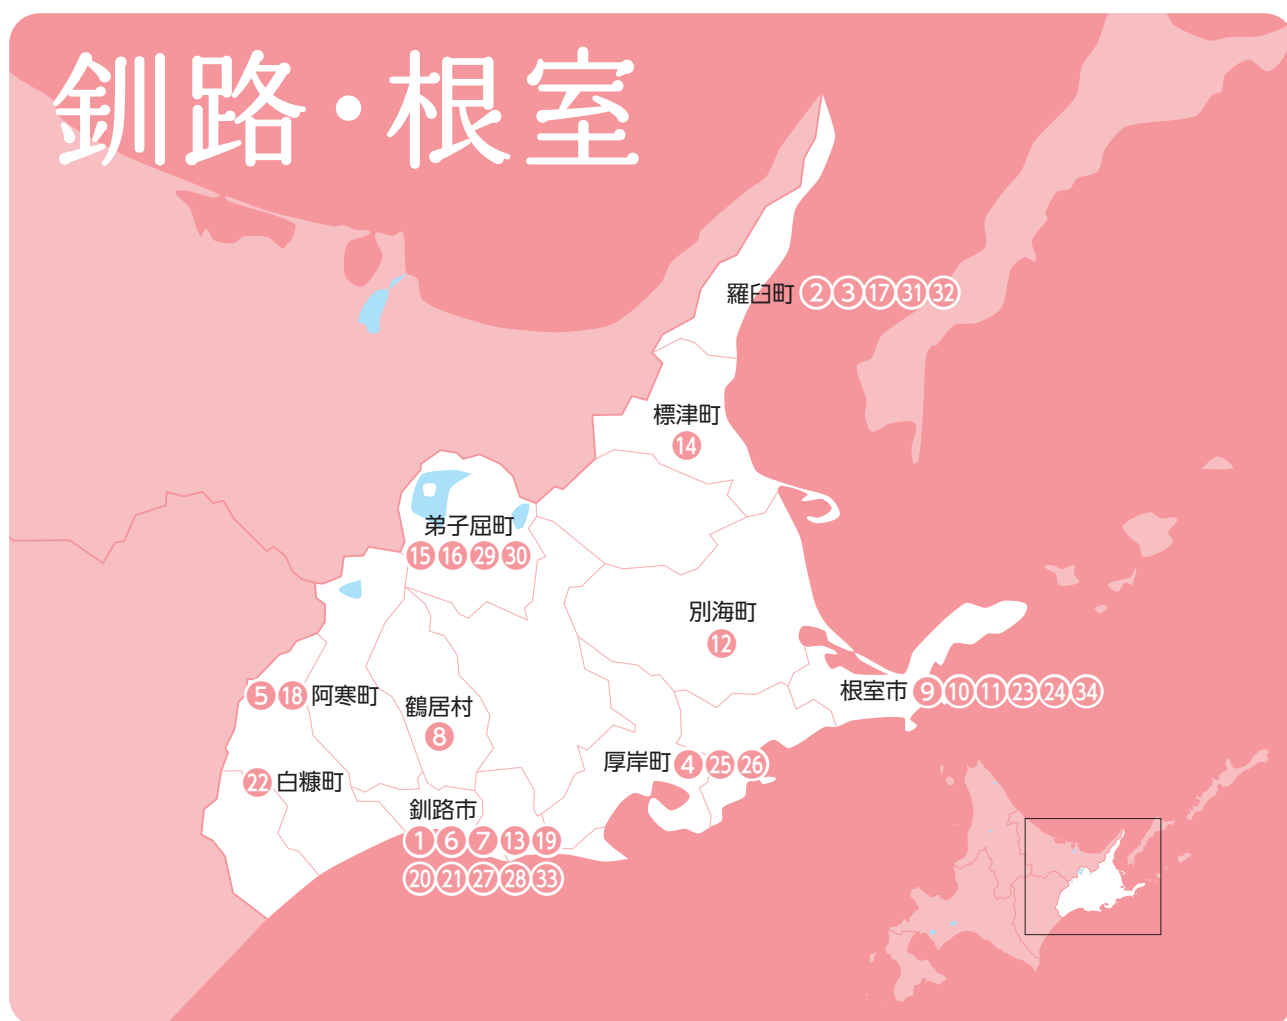 釧路・根室
羅臼町 2 3 17 31 32
標津町
14
弟子屈町
15 16 29 30
別海町
12
5 18 阿寒町
根室市 9 10 11 23 24 34
鶴居村
8
厚岸町 4 25 26
22 白糠町
釧路市
1 6 7 13 19
20 21 27 28 33